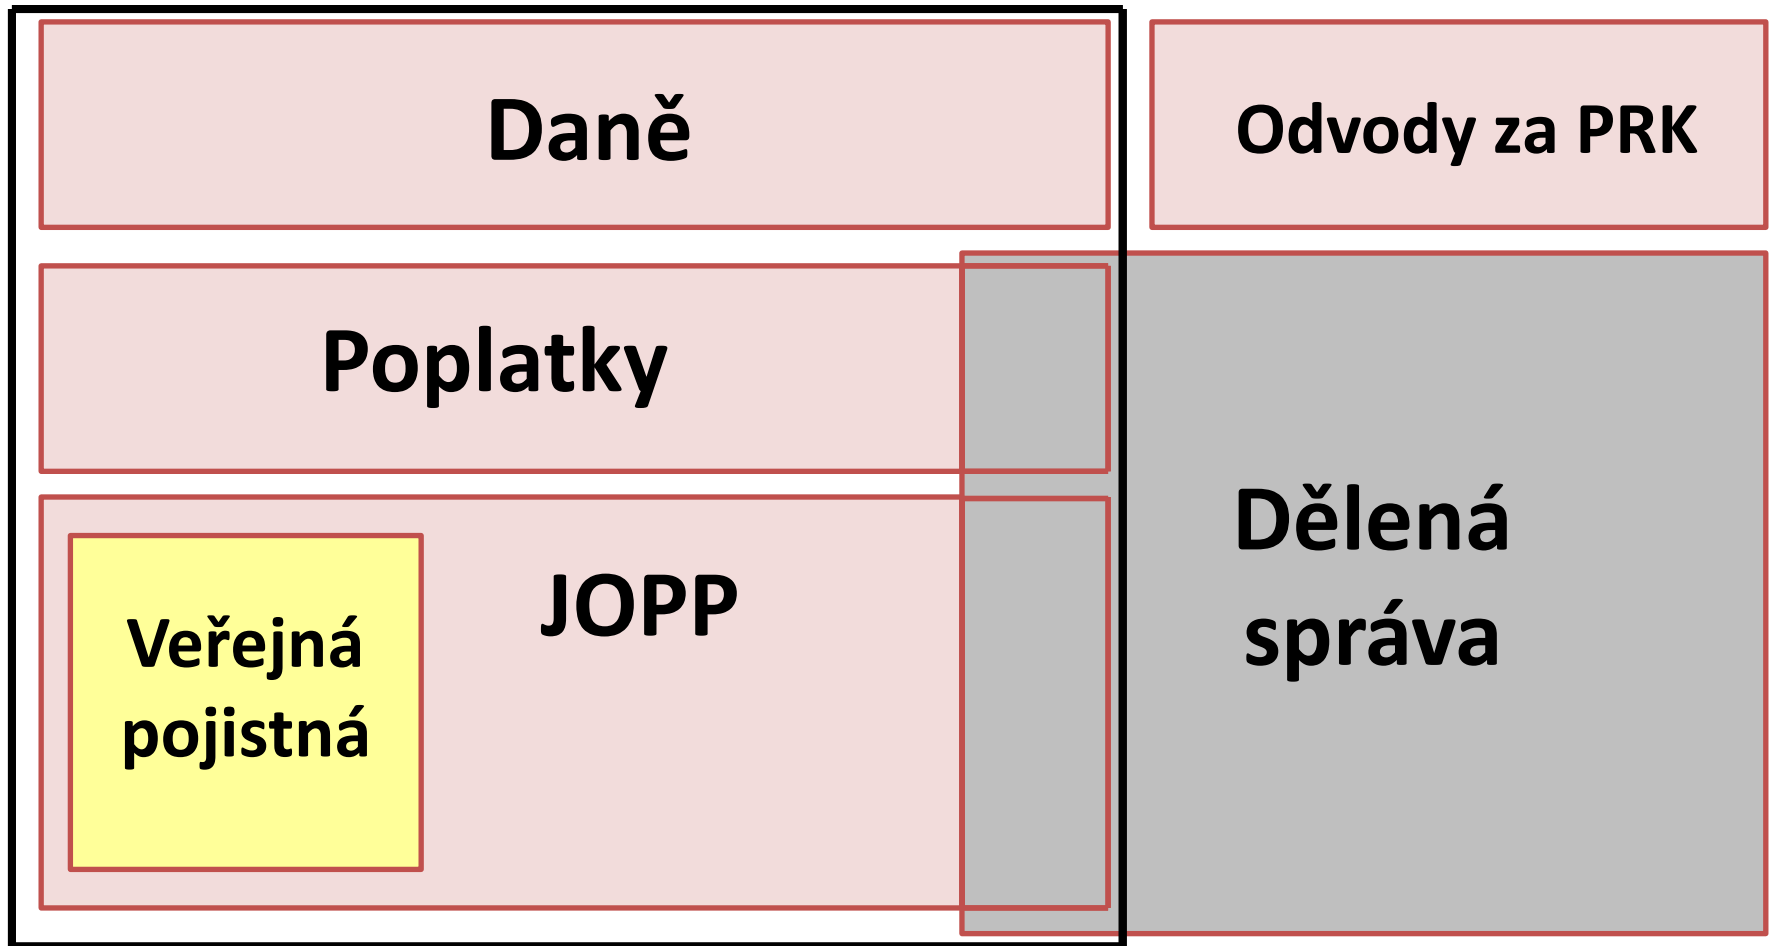 Daně
Odvody za PRK
Poplatky
Dělená
správa
JOPP
Veřejná
pojistná